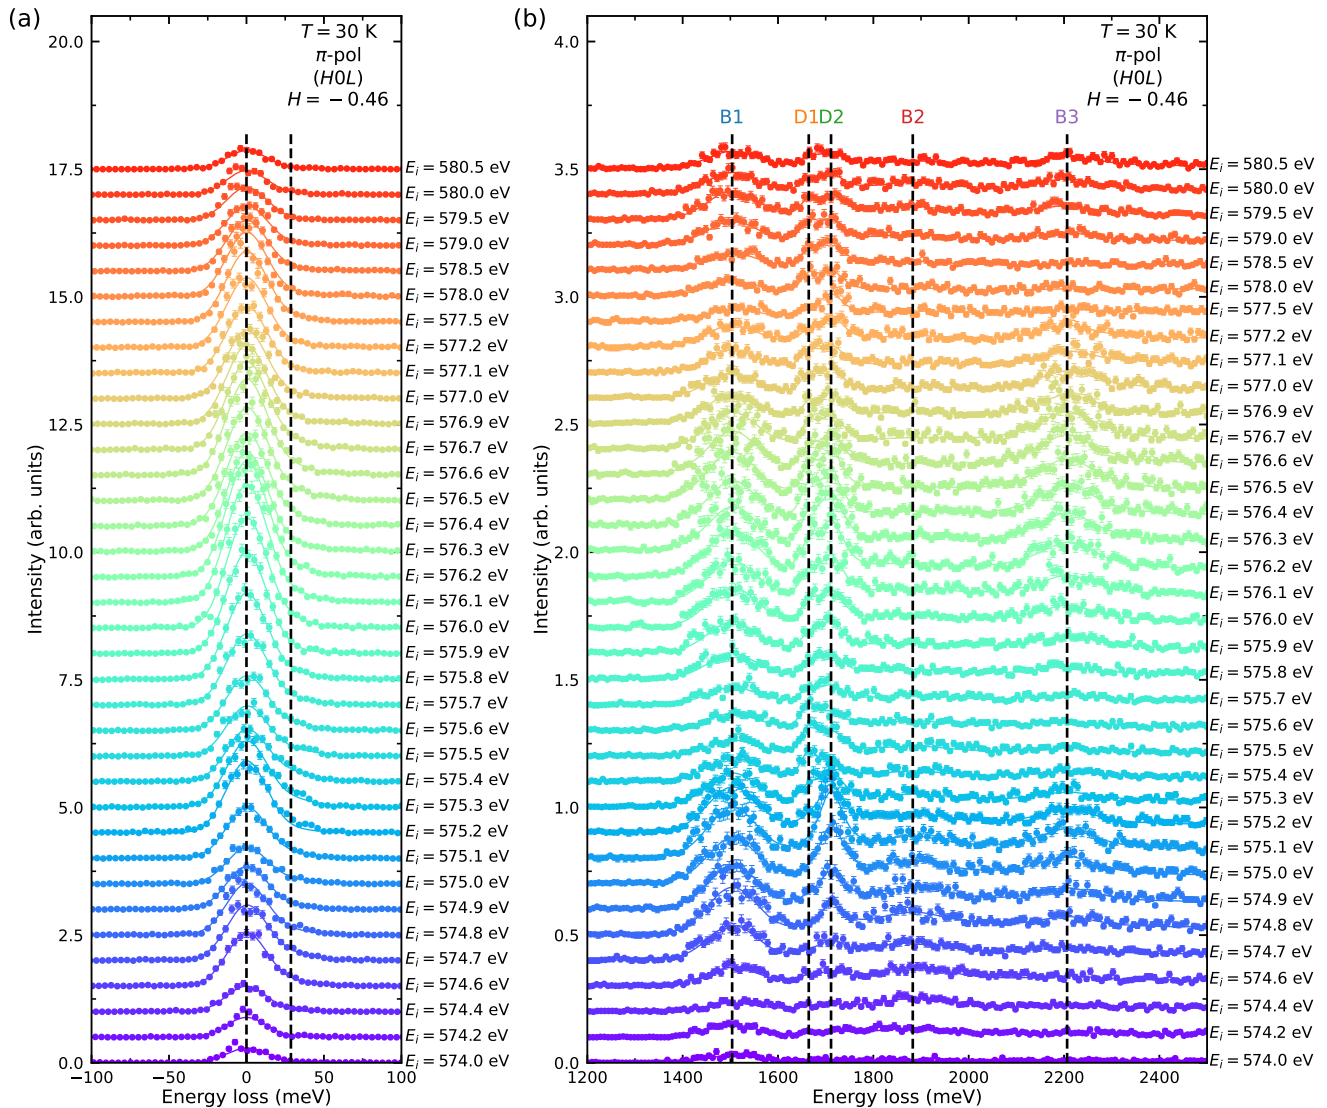 (a)
T = 30 K
π-pol
(H0L)
H = −0.46
20.0
17.5
15.0
12.5
10.0
7.5
5.0
2.5
0.0
Intensity (arb. units)
E_i = 580.5 eV
E_i = 580.0 eV
E_i = 579.5 eV
E_i = 579.0 eV
E_i = 578.5 eV
E_i = 578.0 eV
E_i = 577.5 eV
E_i = 577.2 eV
E_i = 577.1 eV
E_i = 577.0 eV
E_i = 576.9 eV
E_i = 576.7 eV
E_i = 576.6 eV
E_i = 576.5 eV
E_i = 576.4 eV
E_i = 576.3 eV
E_i = 576.2 eV
E_i = 576.1 eV
E_i = 576.0 eV
E_i = 575.9 eV
E_i = 575.8 eV
E_i = 575.7 eV
E_i = 575.6 eV
E_i = 575.5 eV
E_i = 575.4 eV
E_i = 575.3 eV
E_i = 575.2 eV
E_i = 575.1 eV
E_i = 575.0 eV
E_i = 574.9 eV
E_i = 574.8 eV
E_i = 574.7 eV
E_i = 574.6 eV
E_i = 574.4 eV
E_i = 574.2 eV
E_i = 574.0 eV
−100 −50 0 50 100
Energy loss (meV)
(b)
T = 30 K
π-pol
(H0L)
H = −0.46
B1 D1 D2 B2 B3
4.0
3.5
3.0
2.5
2.0
1.5
1.0
0.5
0.0
Intensity (arb. units)
E_i = 580.5 eV
E_i = 580.0 eV
E_i = 579.5 eV
E_i = 579.0 eV
E_i = 578.5 eV
E_i = 578.0 eV
E_i = 577.5 eV
E_i = 577.2 eV
E_i = 577.1 eV
E_i = 577.0 eV
E_i = 576.9 eV
E_i = 576.7 eV
E_i = 576.6 eV
E_i = 576.5 eV
E_i = 576.4 eV
E_i = 576.3 eV
E_i = 576.2 eV
E_i = 576.1 eV
E_i = 576.0 eV
E_i = 575.9 eV
E_i = 575.8 eV
E_i = 575.7 eV
E_i = 575.6 eV
E_i = 575.5 eV
E_i = 575.4 eV
E_i = 575.3 eV
E_i = 575.2 eV
E_i = 575.1 eV
E_i = 575.0 eV
E_i = 574.9 eV
E_i = 574.8 eV
E_i = 574.7 eV
E_i = 574.6 eV
E_i = 574.4 eV
E_i = 574.2 eV
E_i = 574.0 eV
1200 1400 1600 1800 2000 2200 2400
Energy loss (meV)